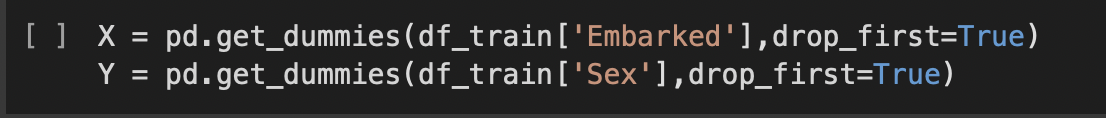 [ ] X = pd.get_dummies(df_train['Embarked'],drop_first=True)
Y = pd.get_dummies(df_train['Sex'],drop_first=True)